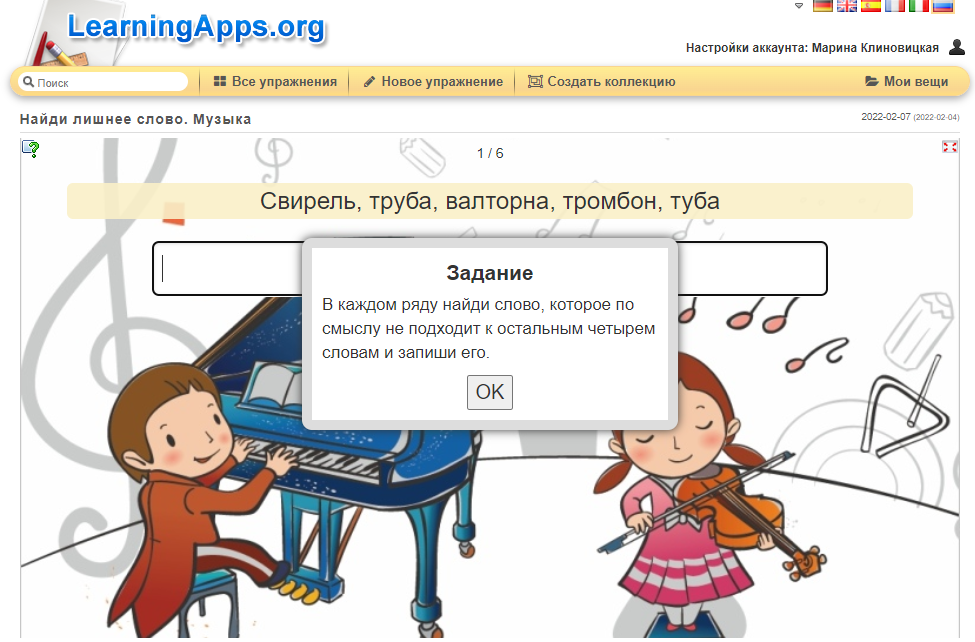 LearningApps.org
Настройки аккаунта: Марина Клиновицкая
Поиск
Все упражнения
Новое упражнение
Создать коллекцию
Мои вещи
Найди лишнее слово. Музыка
2022-02-07 (2022-02-04)
1 / 6
Свирель, труба, валторна, тромбон, туба
Задание
В каждом ряду найди слово, которое по
смыслу не подходит к остальным четырем
словам и запиши его.
OK